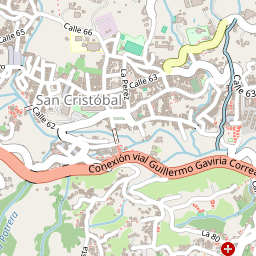 Calle 66
Calle 65
La Perez
Calle 63
Calle
63
San Cristóbal
Calle 62
Conexión vial Guillermo Gaviria Correa
La 80